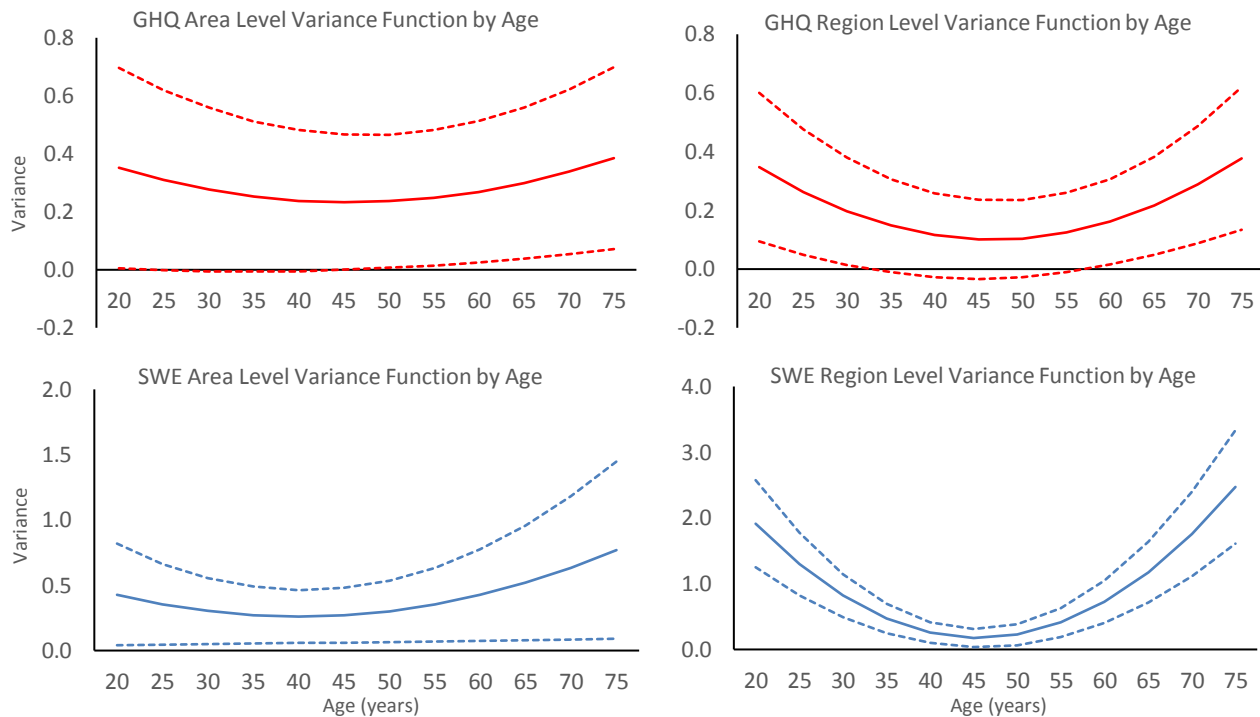 GHQ Area Level Variance Function by Age
0.8
0.6
0.4
0.2
0.0
-0.2
Variance
20 25 30 35 40 45 50 55 60 65 70 75
GHQ Region Level Variance Function by Age
0.8
0.6
0.4
0.2
0.0
-0.2
20 25 30 35 40 45 50 55 60 65 70 75
SWE Area Level Variance Function by Age
2.0
1.5
1.0
0.5
0.0
Variance
20 25 30 35 40 45 50 55 60 65 70 75
Age (years)
SWE Region Level Variance Function by Age
4.0
3.0
2.0
1.0
0.0
20 25 30 35 40 45 50 55 60 65 70 75
Age (years)